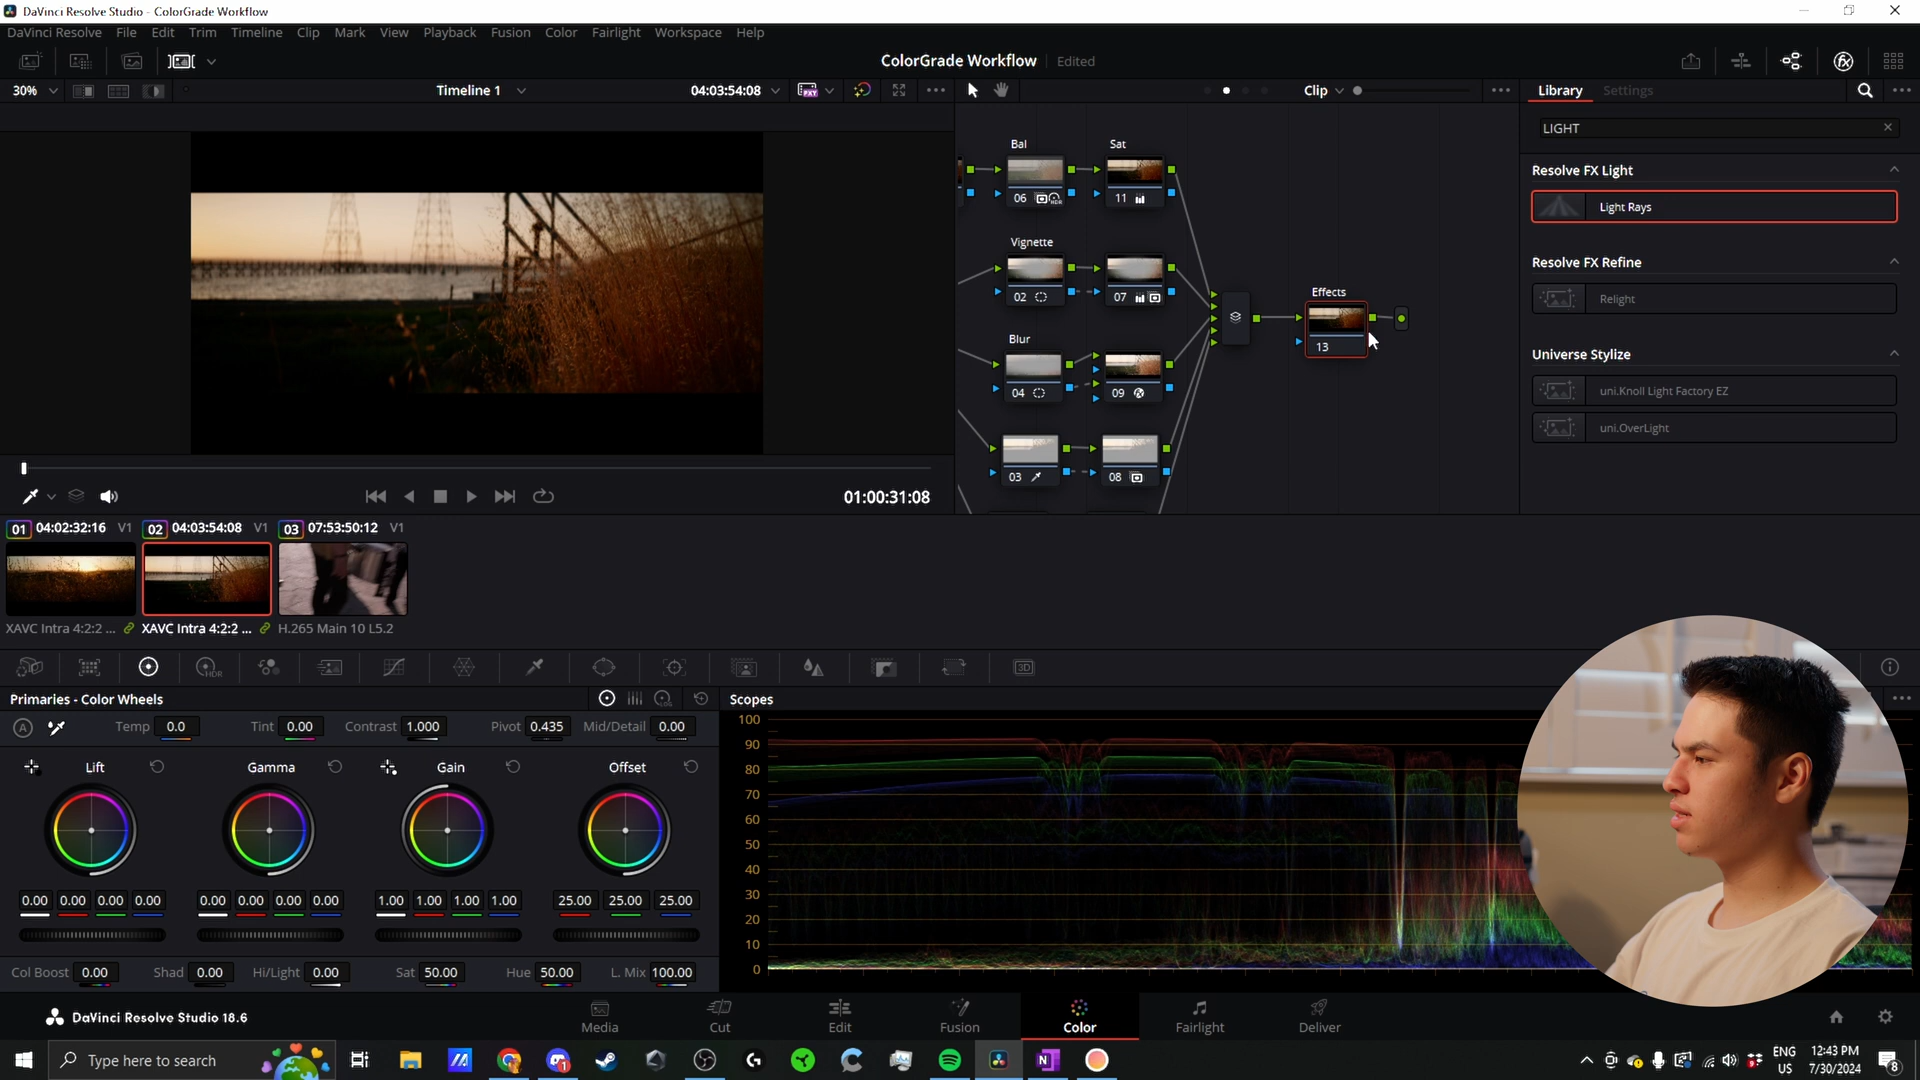 DaVinci Resolve Studio - ColorGrade Workflow
DaVinci Resolve File Edit Trim Timeline Clip Mark View Playback Fusion Color Fairlight Workspace Help
ColorGrade Workflow Edited
30% Timeline 1 04:03:54:08 PXY Clip Library Settings
LIGHT
Resolve FX Light
Light Rays
Resolve FX Refine
Relight
Universe Stylize
uni.Knoll Light Factory EZ
uni.OverLight
Bal Sat
06 HDR 11
Vignette
02 07
Blur
04 09
03 08
Effects
13
01:00:31:08
01 04:02:32:16 V1 02 04:03:54:08 V1 03 07:53:50:12 V1
XAVC Intra 4:2:2 ... XAVC Intra 4:2:2 ... H.265 Main 10 L5.2
HDR 3D
Primaries - Color Wheels LOG Scopes
A Temp 0.0 Tint 0.00 Contrast 1.000 Pivot 0.435 Mid/Detail 0.00
Lift Gamma Gain Offset
0.00 0.00 0.00 0.00 0.00 0.00 0.00 0.00 1.00 1.00 1.00 1.00 25.00 25.00 25.00
Col Boost 0.00 Shad 0.00 Hi/Light 0.00 Sat 50.00 Hue 50.00 L. Mix 100.00
100
90
80
70
60
50
40
30
20
10
0
DaVinci Resolve Studio 18.6
Media Cut Edit Fusion Color Fairlight Deliver
Type here to search
1
ENG
US
12:43 PM
7/30/2024
8